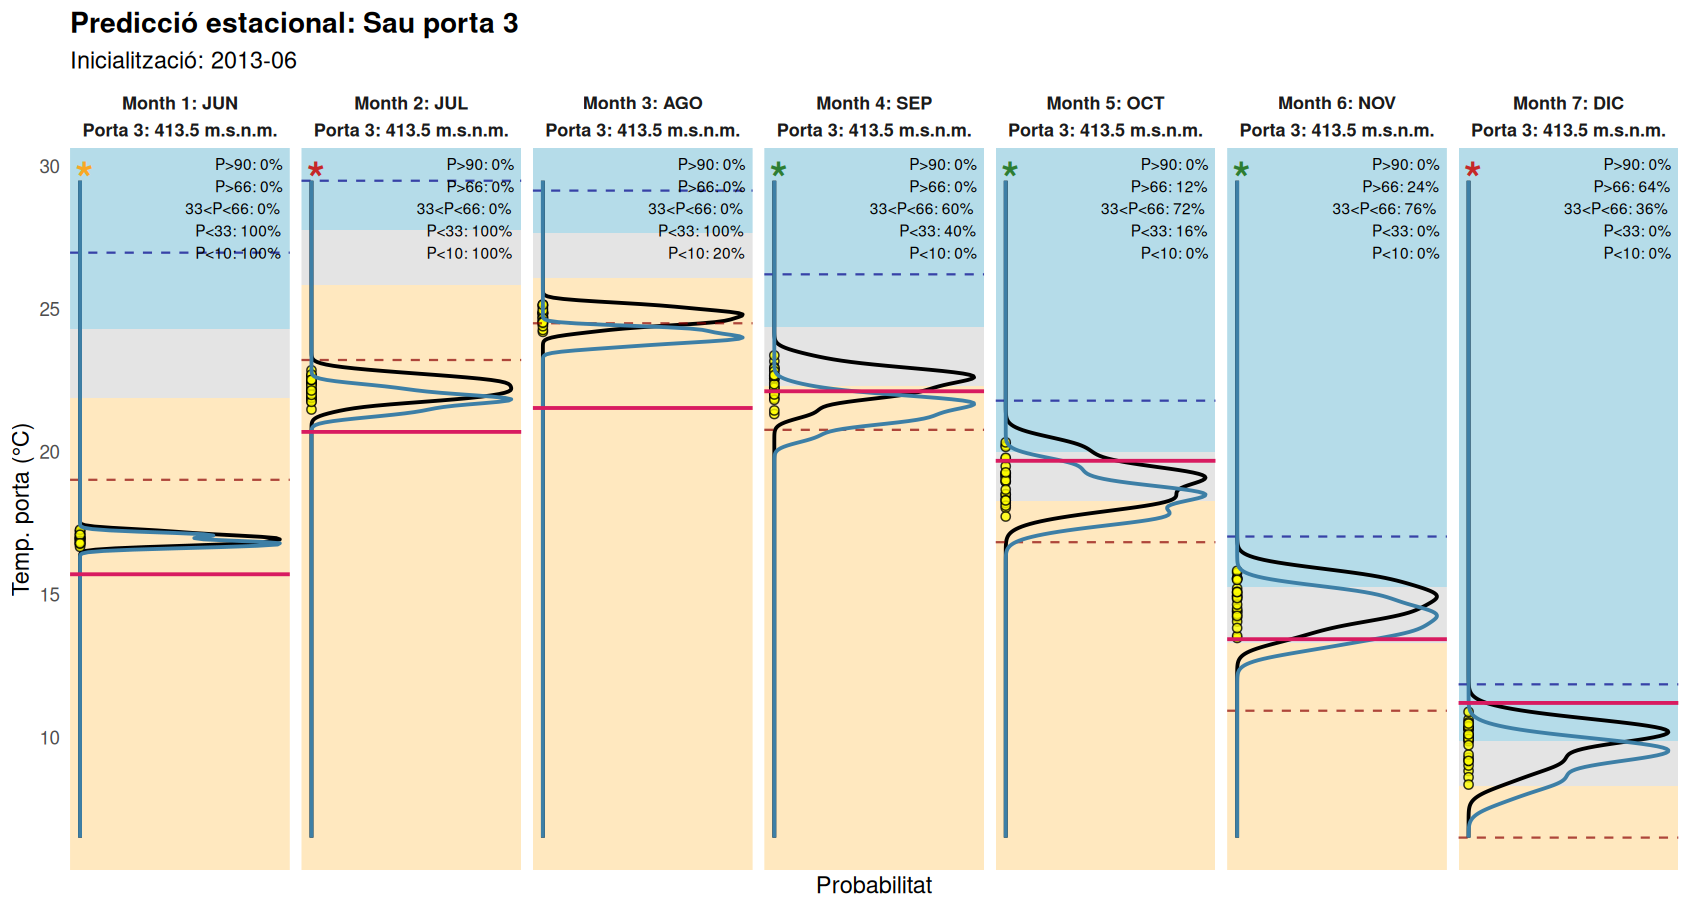 Predicció estacional: Sau porta 3
Inicialització: 2013-06
Month 1: JUN
Porta 3: 413.5 m.s.n.m.
Month 2: JUL
Porta 3: 413.5 m.s.n.m.
Month 3: AGO
Porta 3: 413.5 m.s.n.m.
Month 4: SEP
Porta 3: 413.5 m.s.n.m.
Month 5: OCT
Porta 3: 413.5 m.s.n.m.
Month 6: NOV
Porta 3: 413.5 m.s.n.m.
Month 7: DIC
Porta 3: 413.5 m.s.n.m.
Temp. porta (°C)
30
25
20
15
10
*
P>90: 0%
P>66: 0%
33<P<66: 0%
P<33: 100%
P<10: 100%
*
P>90: 0%
P>66: 0%
33<P<66: 0%
P<33: 100%
P<10: 100%
P>90: 0%
P>66: 0%
33<P<66: 0%
P<33: 100%
P<10: 20%
*
P>90: 0%
P>66: 0%
33<P<66: 60%
P<33: 40%
P<10: 0%
*
P>90: 0%
P>66: 12%
33<P<66: 72%
P<33: 16%
P<10: 0%
*
P>90: 0%
P>66: 24%
33<P<66: 76%
P<33: 0%
P<10: 0%
*
P>90: 0%
P>66: 64%
33<P<66: 36%
P<33: 0%
P<10: 0%
Probabilitat